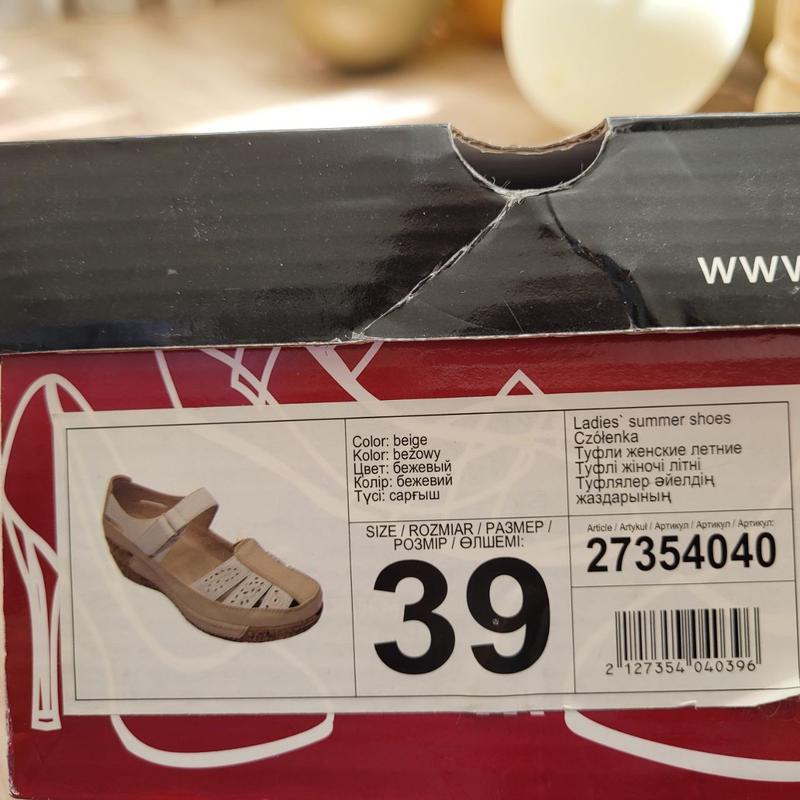 www
Color: beige
Kolor: beżowy
Цвет: бежевый
Колір: бежевий
Түсі: сарғыш
Ladies` summer shoes
Czółenka
Туфли женские летние
Туфлі жіночі літні
Туфлялер әйелдің
жаздарының
SIZE / ROZMIAR / РАЗМЕР /
РОЗМІР / ӨЛШЕМІ:
39
Article / Artykuł / Артикул / Артикул / Артикул:
27354040
2 127354 040396